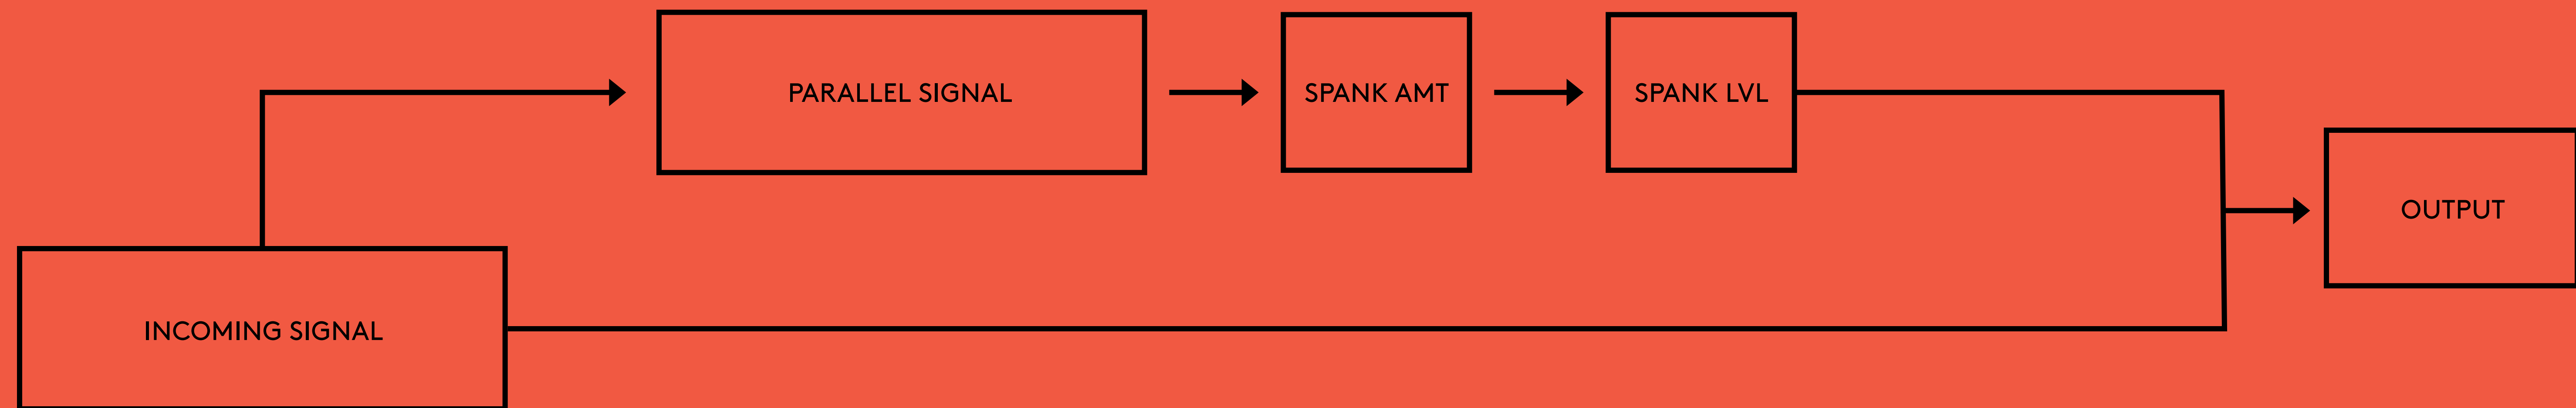 PARALLEL SIGNAL
SPANK AMT
SPANK LVL
OUTPUT
INCOMING SIGNAL